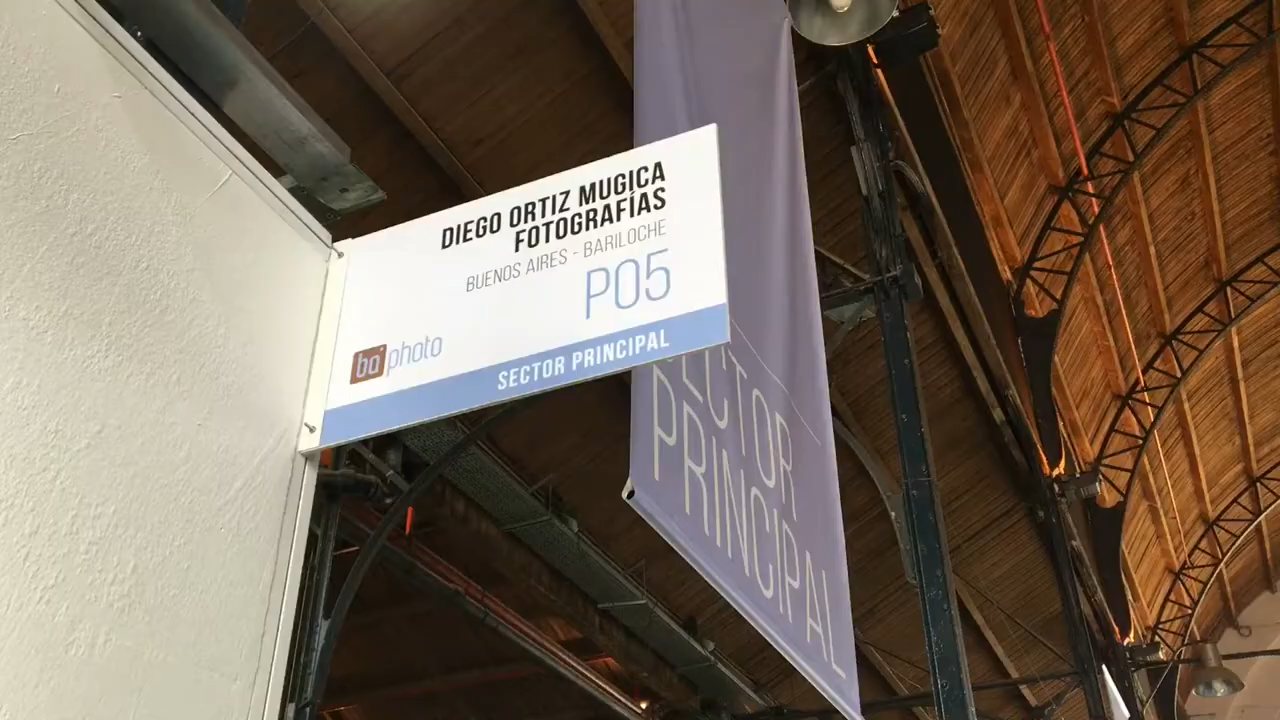 DIEGO ORTIZ MUGICA
FOTOGRAFÍAS
BUENOS AIRES - BARILOCHE
P05
ba photo
SECTOR PRINCIPAL
SECTOR
PRINCIPAL